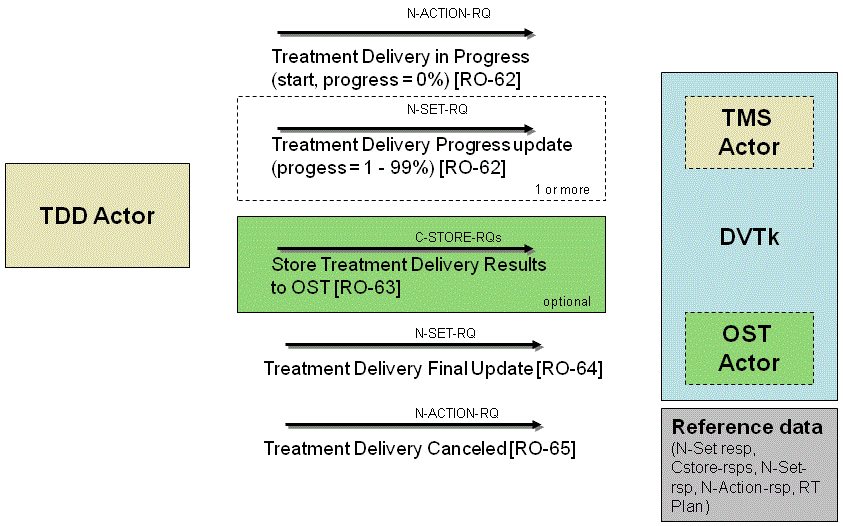 N-ACTION-RQ
Treatment Delivery in Progress
(start, progress = 0%) [RO-62]
N-SET-RQ
Treatment Delivery Progress update
(progess = 1 - 99%) [RO-62]
1 or more
TDD Actor
C-STORE-RQs
Store Treatment Delivery Results
to OST [RO-63]
optional
N-SET-RQ
Treatment Delivery Final Update [RO-64]
N-ACTION-RQ
Treatment Delivery Canceled [RO-65]
TMS
Actor
DVTk
OST
Actor
Reference data
(N-Set resp,
Cstore-rsps, N-Set-
rsp, N-Action-rsp, RT
Plan)